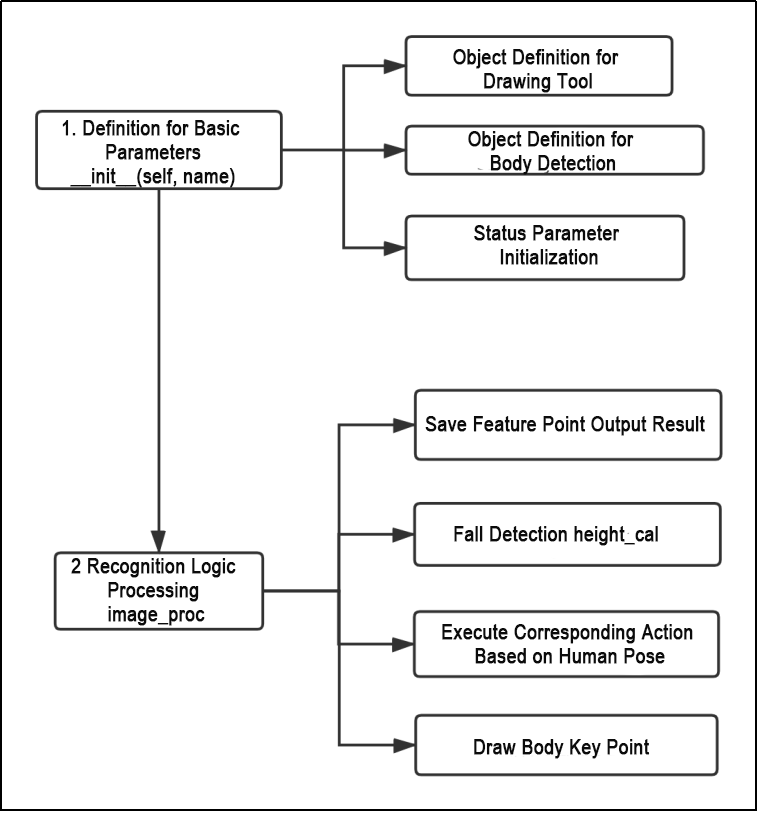 1. Definition for Basic
Parameters
__init__(self, name)
Object Definition for
Drawing Tool
Object Definition for
Body Detection
Status Parameter
Initialization
2 Recognition Logic
Processing
image_proc
Save Feature Point Output Result
Fall Detection height_cal
Execute Corresponding Action
Based on Human Pose
Draw Body Key Point